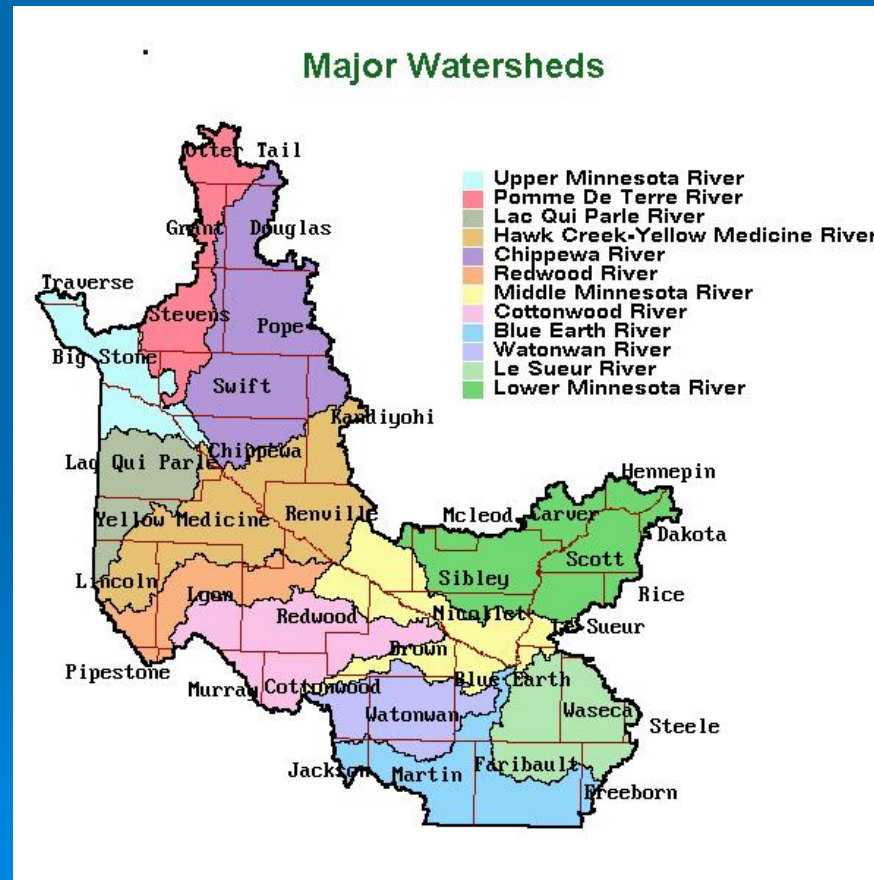 Major Watersheds
Upper Minnesota River
Pomme De Terre River
Lac Qui Parle River
Hawk Creek-Yellow Medicine River
Chippewa River
Redwood River
Middle Minnesota River
Cottonwood River
Blue Earth River
Watonwan River
Le Sueur River
Lower Minnesota River
Otter Tail
Grant
Douglas
Traverse
Stevens
Pope
Big Stone
Swift
Kandiyohi
Chippewa
Lac Qui Parle
Hennepin
Yellow Medicine
Renville
Mcleod
Carver
Dakota
Scott
Lincoln
Lyon
Sibley
Rice
Redwood
Nicollet
Le Sueur
Brown
Pipestone
Murray
Cottonwood
Blue Earth
Watonwan
Waseca
Steele
Jackson
Martin
Faribault
Freeborn